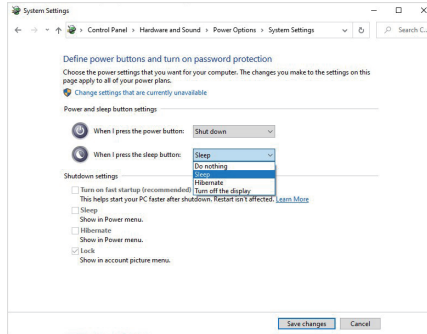 System Settings
Control Panel > Hardware and Sound > Power Options > System Settings
Search C...
Define power buttons and turn on password protection
Choose the power settings that you want for your computer. The changes you make to the settings on this
page apply to all of your power plans.
Change settings that are currently unavailable
Power and sleep button settings
When I press the power button: Shut down
When I press the sleep button: Sleep
Do nothing
Sleep
Hibernate
Turn off the display
Shutdown settings
Turn on fast startup (recommended)
This helps start your PC faster after shutdown. Restart isn't affected. Learn More
Sleep
Show in Power menu.
Hibernate
Show in Power menu.
Lock
Show in account picture menu.
Save changes Cancel